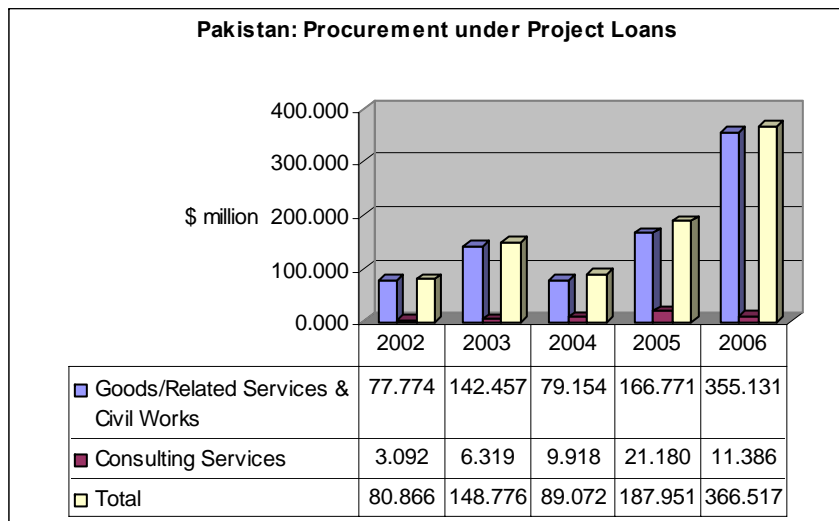 Pakistan: Procurement under Project Loans
400.000
300.000
$ million 200.000
100.000
0.000
2002 2003 2004 2005 2006
Goods/Related Services & 77.774 142.457 79.154 166.771 355.131
Civil Works
Consulting Services 3.092 6.319 9.918 21.180 11.386
Total 80.866 148.776 89.072 187.951 366.517